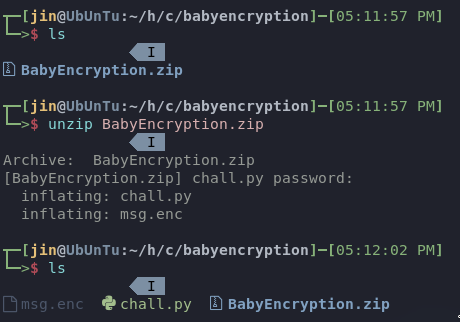 [jin@UbUnTu:~/h/c/babyencryption]-[05:11:57 PM]
>$ ls
I
BabyEncryption.zip
[jin@UbUnTu:~/h/c/babyencryption]-[05:11:57 PM]
>$ unzip BabyEncryption.zip
I
Archive:  BabyEncryption.zip
[BabyEncryption.zip] chall.py password:
  inflating: chall.py
  inflating: msg.enc
[jin@UbUnTu:~/h/c/babyencryption]-[05:12:02 PM]
>$ ls
I
msg.enc  chall.py  BabyEncryption.zip